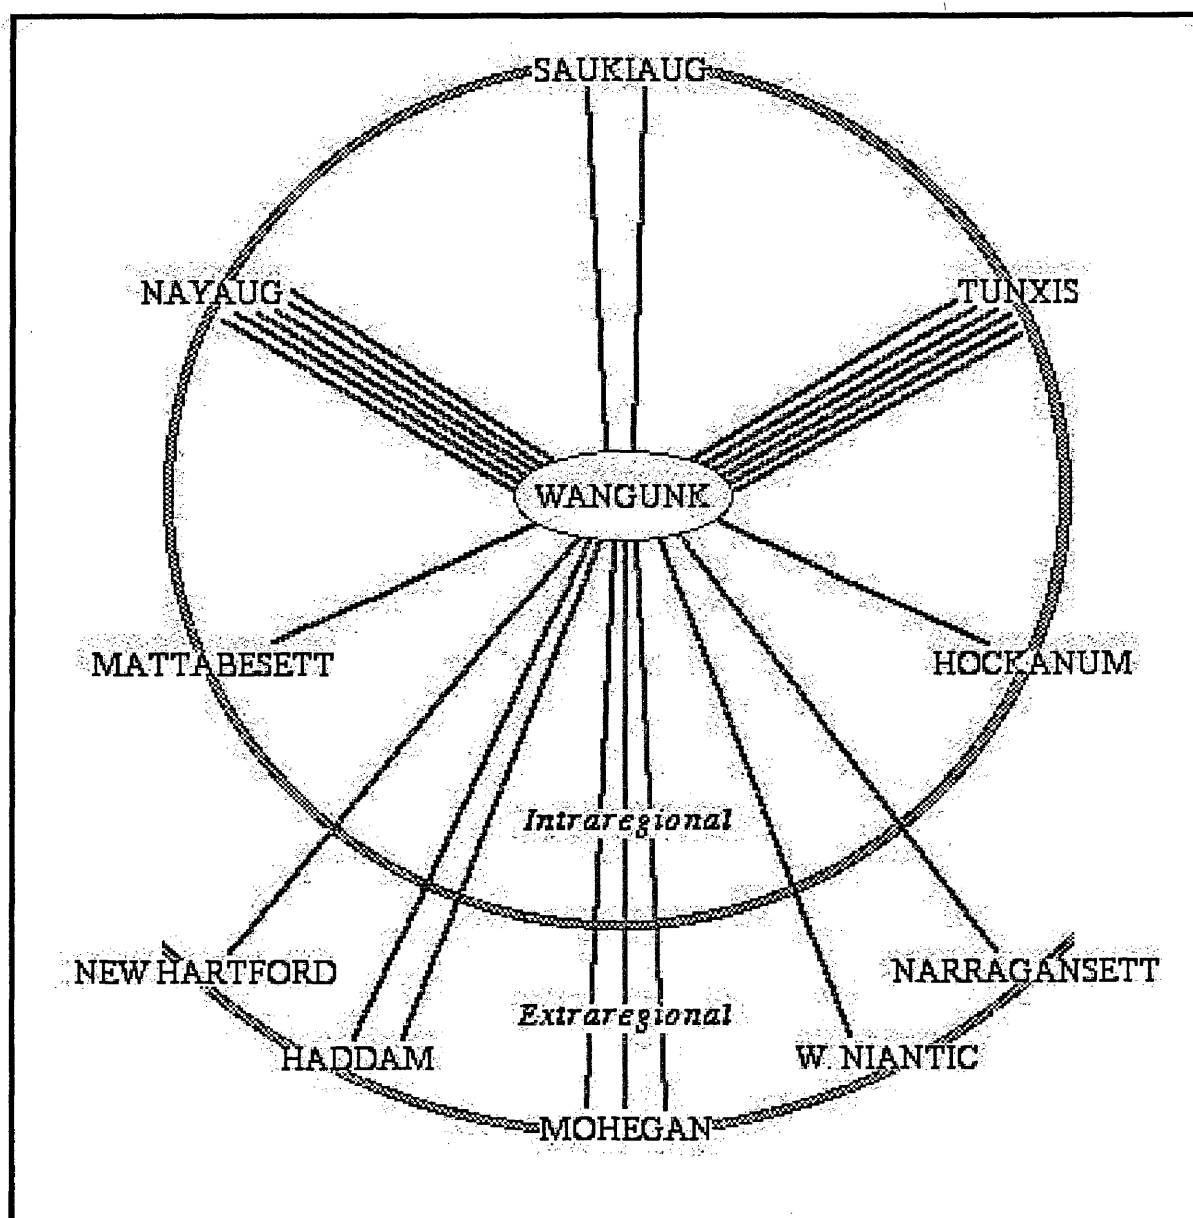 SAUKIAUG
NAYAUG
TUNXIS
WANGUNK
MATTABESETT
HOCKANUM
Intraregional
NEW HARTFORD
NARRAGANSETT
Extraregional
HADDAM
W. NIANTIC
MOHEGAN